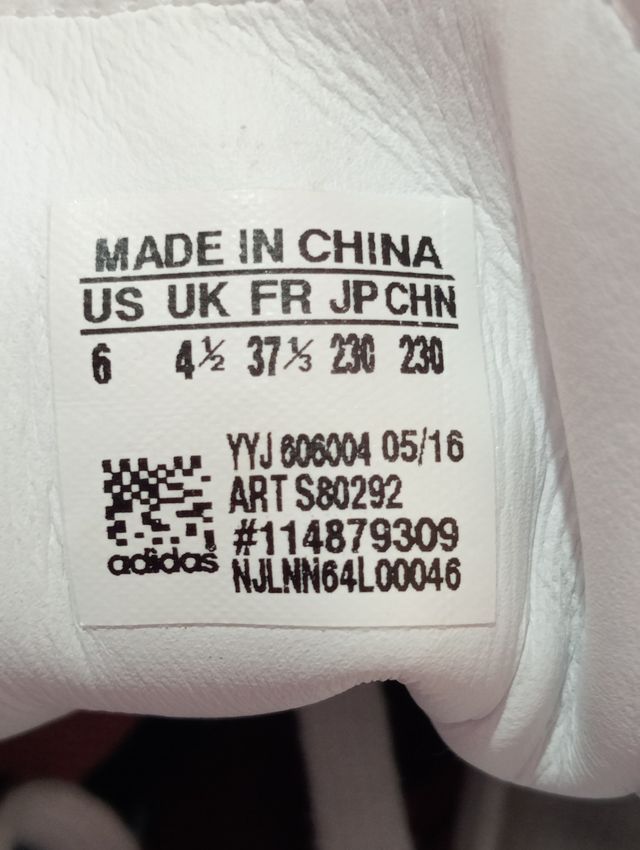 MADE IN CHINA
US UK FR JP CHN
6 4½ 37⅓ 230 230
YYJ 606004 05/16
ART S80292
#114879309
adidas NJLNN64L00046